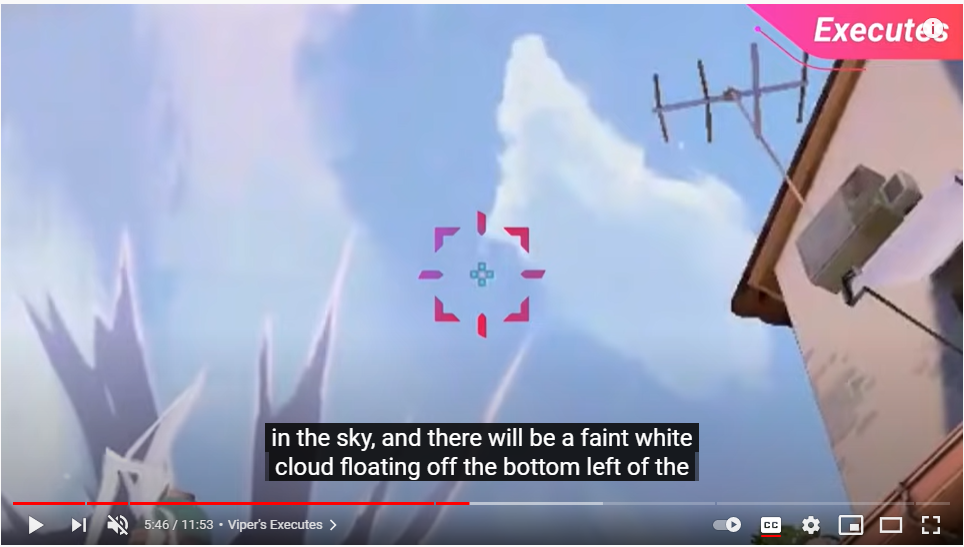 Executes
in the sky, and there will be a faint white
cloud floating off the bottom left of the
5:46 / 11:53 • Viper's Executes >
CC